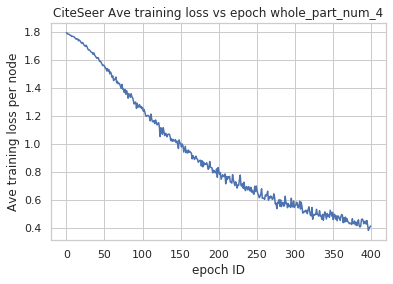 CiteSeer Ave training loss vs epoch whole_part_num_4
Ave training loss per node
1.8
1.6
1.4
1.2
1.0
0.8
0.6
0.4
0 50 100 150 200 250 300 350 400
epoch ID